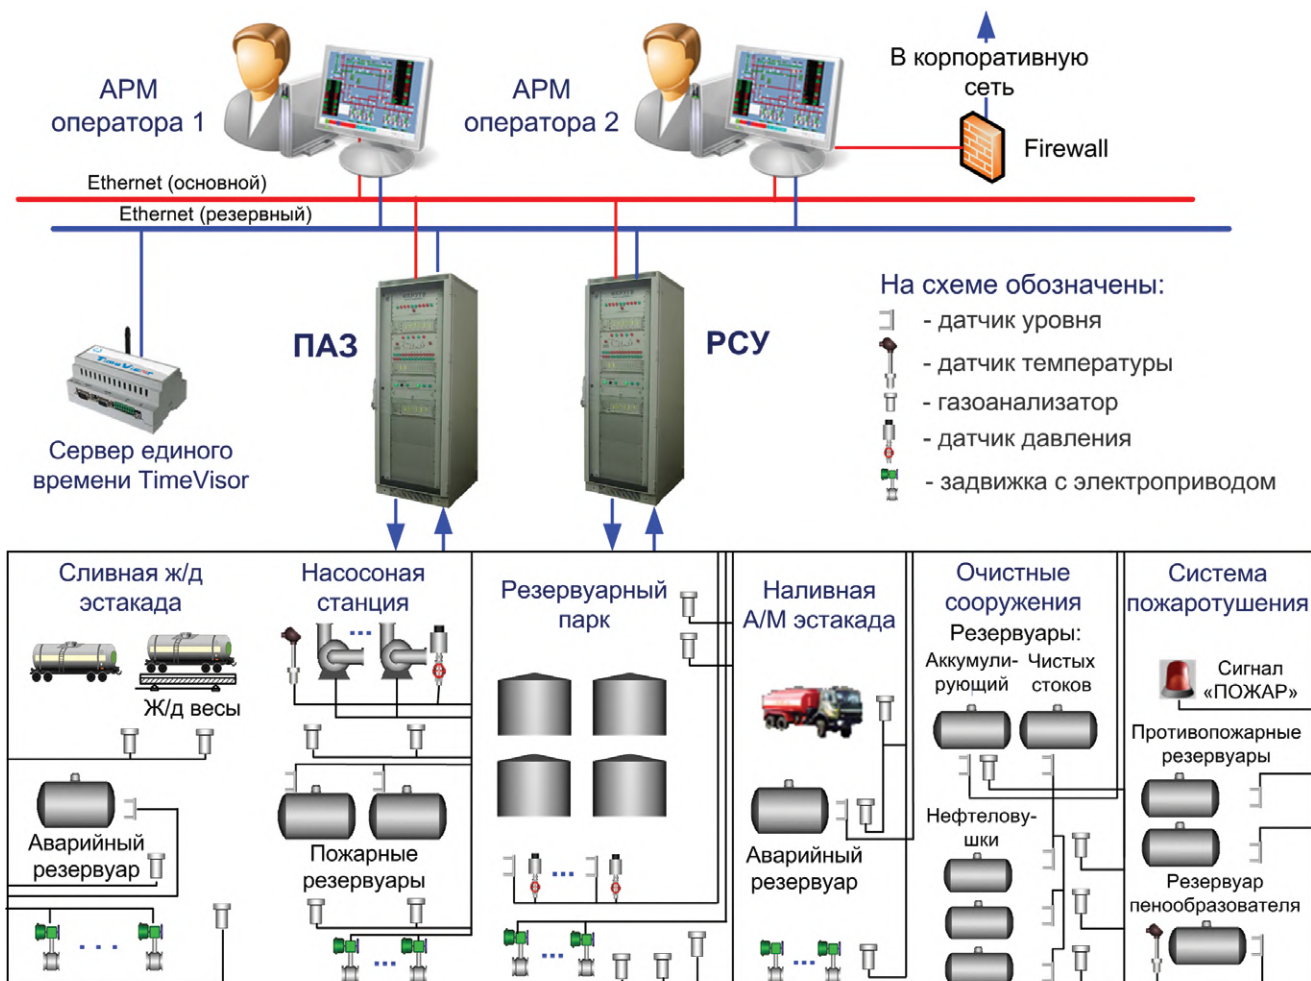 АРМ
оператора 1
АРМ
оператора 2
В корпоративную
сеть
Firewall
Ethernet (основной)
Ethernet (резервный)
ПАЗ
РСУ
TimeVisor
Сервер единого
времени TimeVisor
На схеме обозначены:
- датчик уровня
- датчик температуры
- газоанализатор
- датчик давления
- задвижка с электроприводом
Сливная ж/д
эстакада
Ж/д весы
Аварийный
резервуар
Насосоная
станция
Пожарные
резервуары
Резервуарный
парк
Наливная
А/М эстакада
Аварийный
резервуар
Очистные
сооружения
Резервуары:
Аккумули-
рующий
Чистых
стоков
Нефтелову-
шки
Система
пожаротушения
Сигнал
«ПОЖАР»
Противопожарные
резервуары
Резервуар
пенообразователя